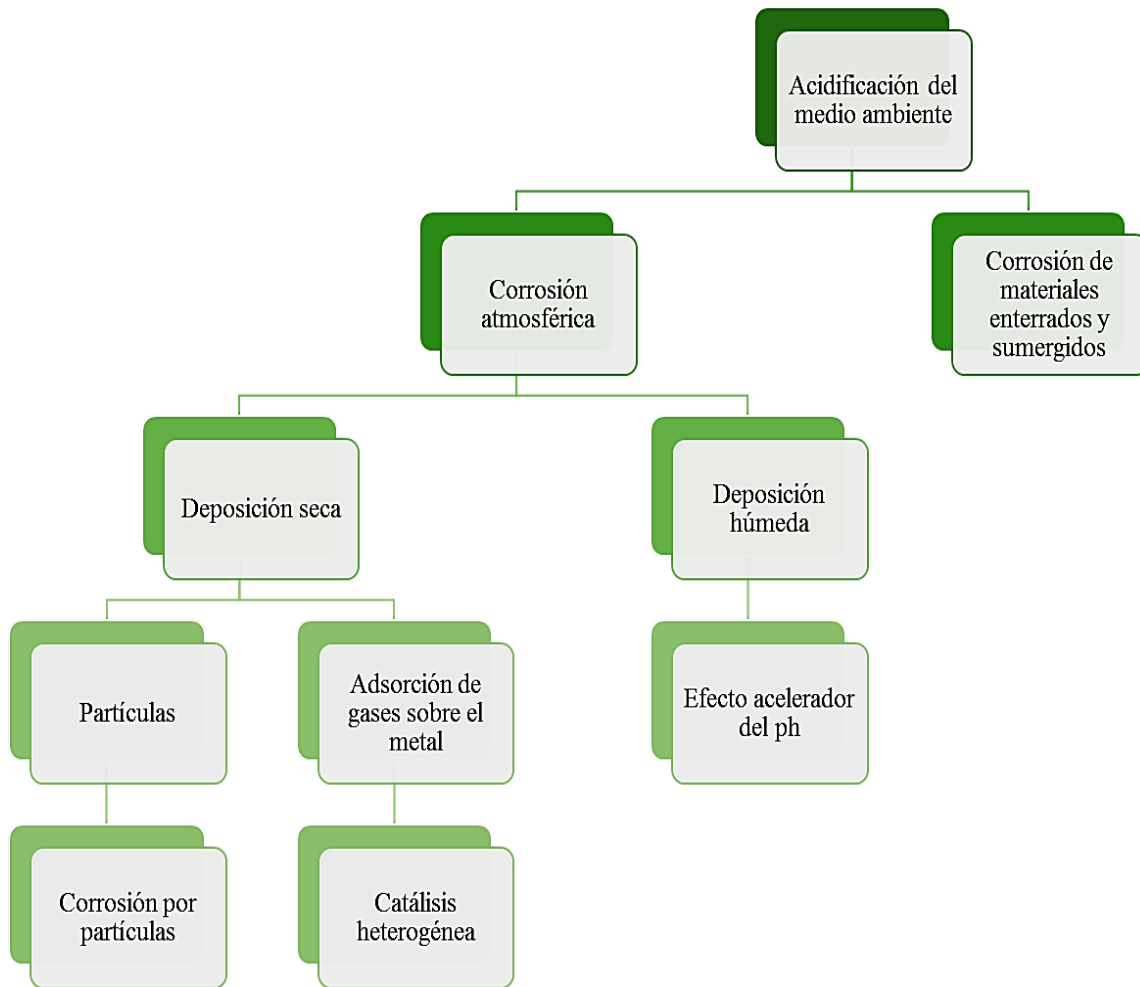 Acidificación del
medio ambiente
Corrosión
atmosférica
Corrosión de
materiales
enterrados y
sumergidos
Deposición seca
Deposición
húmeda
Partículas
Adsorción de
gases sobre el
metal
Efecto acelerador
del ph
Corrosión por
partículas
Catálisis
heterogénea